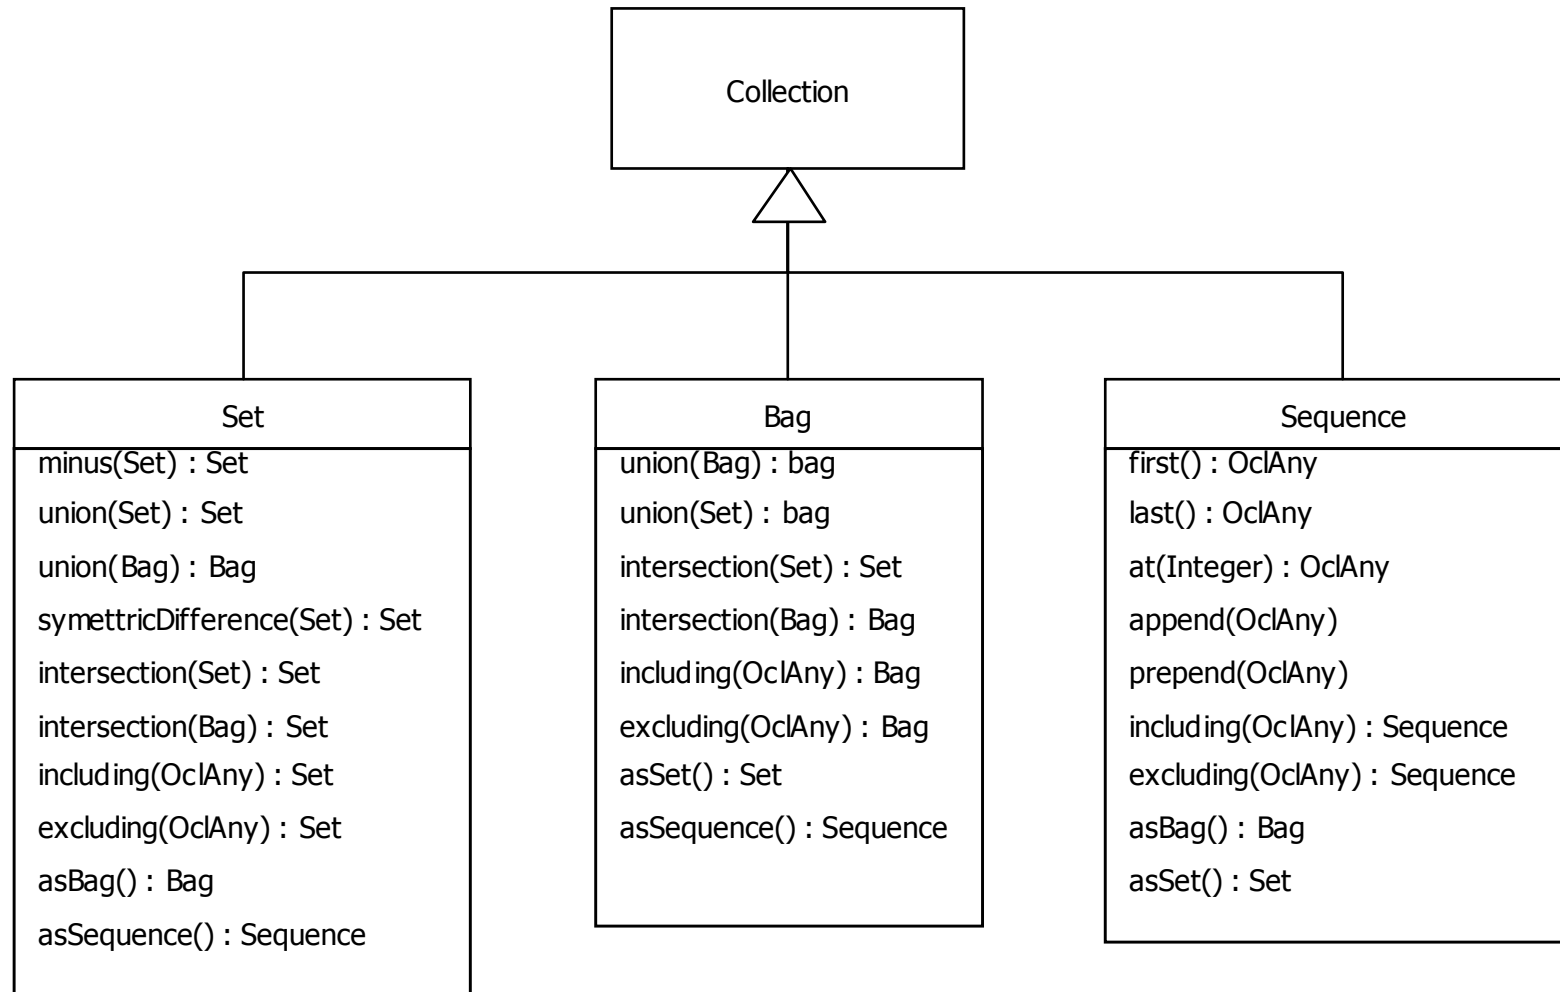 Collection
Set
minus(Set) : Set
union(Set) : Set
union(Bag) : Bag
symettricDifference(Set) : Set
intersection(Set) : Set
intersection(Bag) : Set
including(OclAny) : Set
excluding(OclAny) : Set
asBag() : Bag
asSequence() : Sequence
Bag
union(Bag) : bag
union(Set) : bag
intersection(Set) : Set
intersection(Bag) : Bag
including(OclAny) : Bag
excluding(OclAny) : Bag
asSet() : Set
asSequence() : Sequence
Sequence
first() : OclAny
last() : OclAny
at(Integer) : OclAny
append(OclAny)
prepend(OclAny)
including(OclAny) : Sequence
excluding(OclAny) : Sequence
asBag() : Bag
asSet() : Set